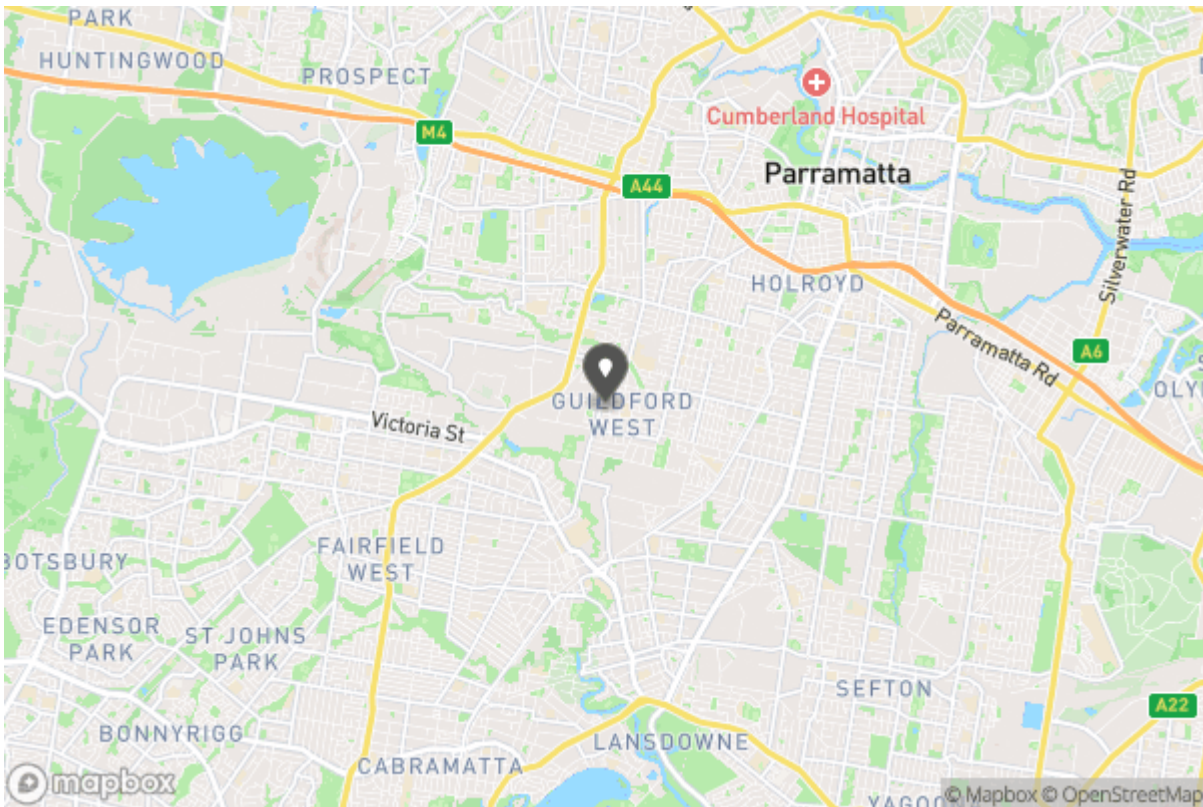 PARK
HUNTINGWOOD
PROSPECT
M4
Cumberland Hospital
A44
Parramatta
Silverwater Rd
HOLROYD
Parramatta Rd
A6
GUILDFORD
WEST
Victoria St
FAIRFIELD
WEST
EDENSOR
PARK
ST JOHNS
PARK
SEFTON
A22
BONNYRIGG
LANSDOWNE
CABRAMATTA
mapbox
© Mapbox © OpenStreetMap